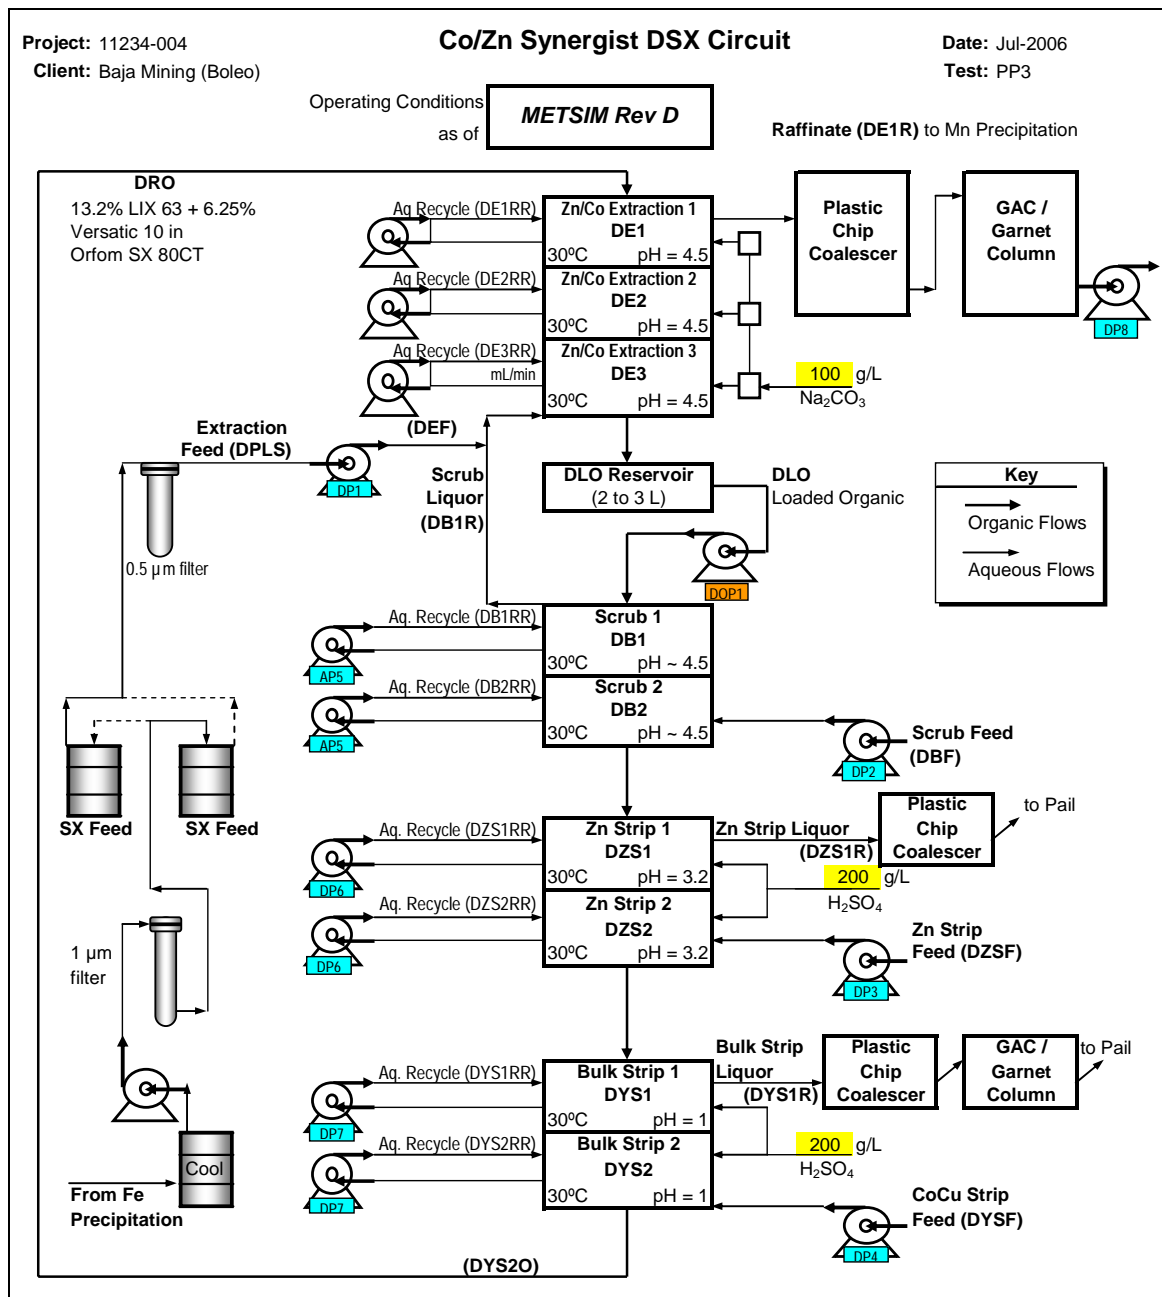 Co/Zn Synergist DSX Circuit
Project: 11234-004
Client: Baja Mining (Boleo)
Date: Jul-2006
Test: PP3
Operating Conditions
as of
METSIM Rev D
Raffinate (DE1R) to Mn Precipitation
DRO
13.2% LIX 63 + 6.25%
Versatic 10 in
Orfom SX 80CT
Aq Recycle (DE1RR)
Zn/Co Extraction 1
DE1
30ºC pH = 4.5
Plastic
Chip
Coalescer
GAC /
Garnet
Column
DP8
Aq Recycle (DE2RR)
Zn/Co Extraction 2
DE2
30ºC pH = 4.5
Aq Recycle (DE3RR)
mL/min
Zn/Co Extraction 3
DE3
30ºC pH = 4.5
100 g/L
Na₂CO₃
Extraction
Feed (DPLS)
(DEF)
DP1
Scrub
Liquor
(DB1R)
0.5 µm filter
DLO Reservoir
(2 to 3 L)
DLO
Loaded Organic
DOP1
Key
Organic Flows
Aqueous Flows
Aq. Recycle (DB1RR)
AP5
Scrub 1
DB1
30ºC pH ~ 4.5
Aq. Recycle (DB2RR)
AP5
Scrub 2
DB2
30ºC pH ~ 4.5
Scrub Feed
(DBF)
DP2
SX Feed
SX Feed
Aq. Recycle (DZS1RR)
DP6
Zn Strip 1
DZS1
30ºC pH = 3.2
Zn Strip Liquor
(DZS1R)
Plastic
Chip
Coalescer
to Pail
200 g/L
H₂SO₄
Aq. Recycle (DZS2RR)
DP6
Zn Strip 2
DZS2
30ºC pH = 3.2
Zn Strip
Feed (DZSF)
DP3
1 µm
filter
Aq. Recycle (DYS1RR)
DP7
Bulk Strip 1
DYS1
30ºC pH = 1
Bulk Strip
Liquor
(DYS1R)
Plastic
Chip
Coalescer
GAC /
Garnet
Column
to Pail
Aq. Recycle (DYS2RR)
DP7
Bulk Strip 2
DYS2
30ºC pH = 1
200 g/L
H₂SO₄
CoCu Strip
Feed (DYSF)
DP4
Cool
From Fe
Precipitation
(DYS2O)